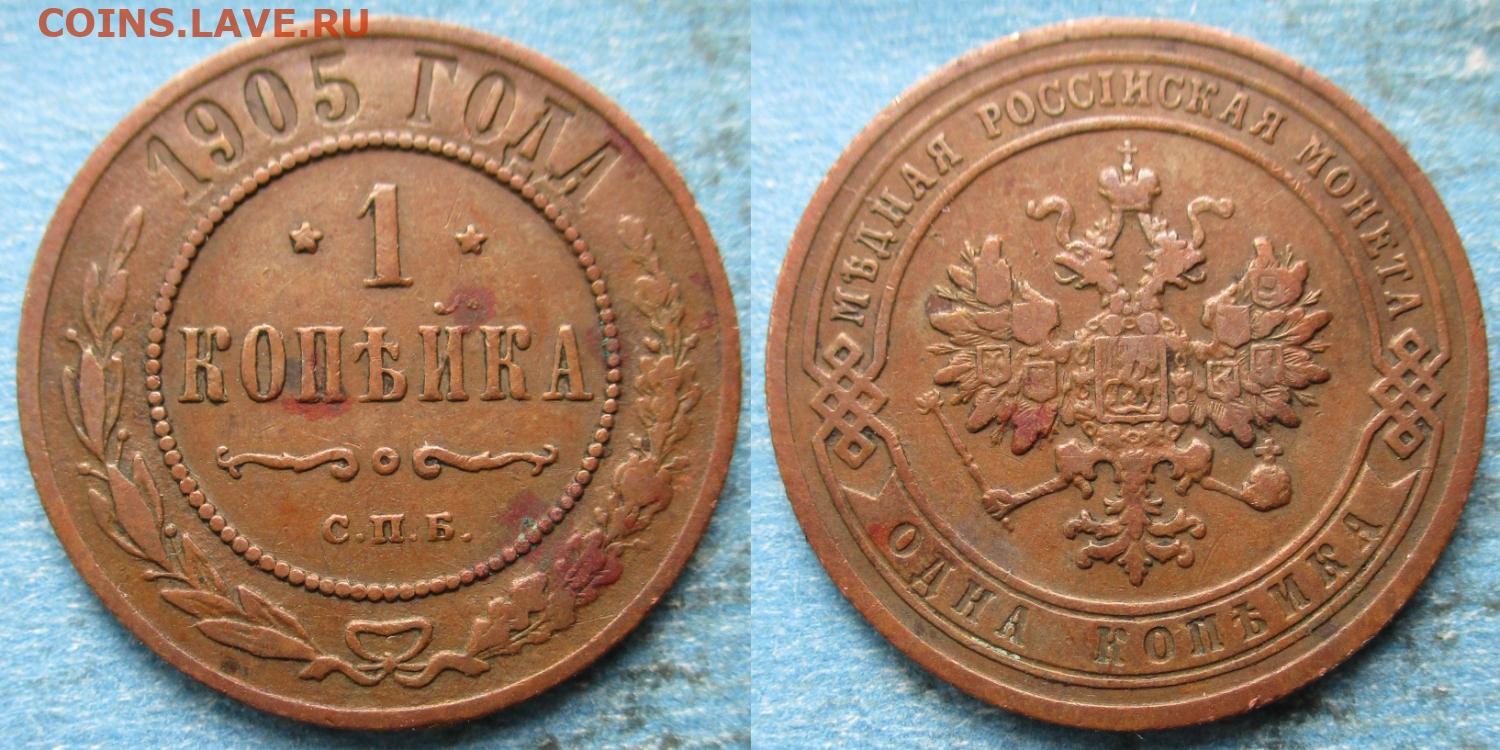 COINS.LAVE.RU
1905 ГОДА
1
КОПѢЙКА
С.П.Б.
МѢДНАЯ РОССІЙСКАЯ МОНЕТА
ОДНА КОПѢЙКА